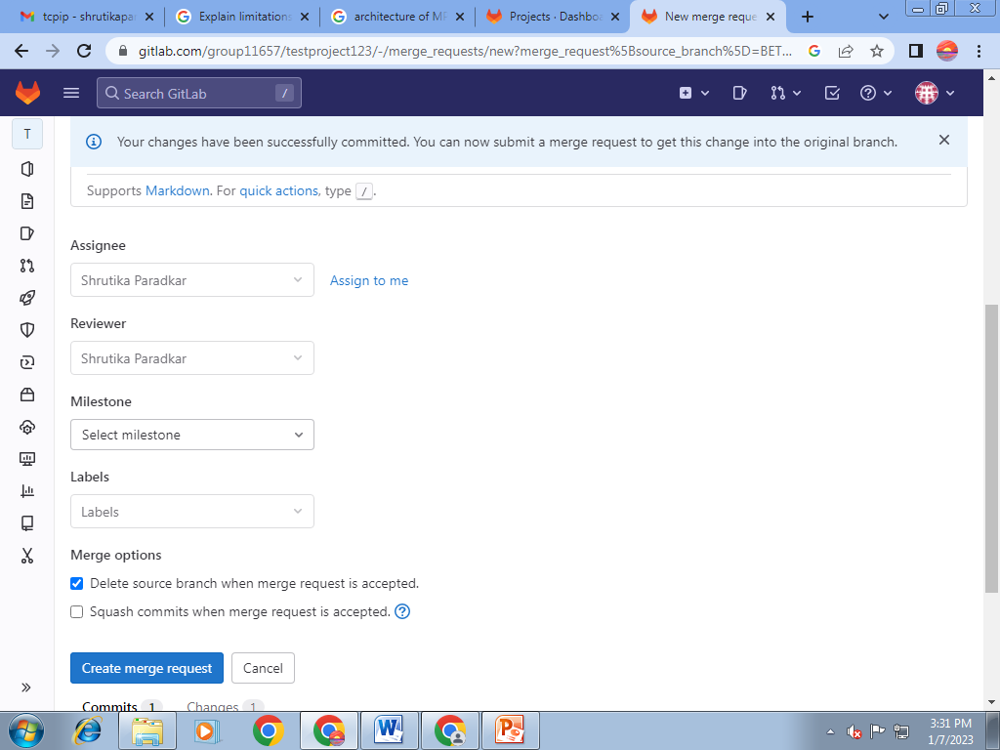 tcpip - shrutikapa
Explain limitations
architecture of MP
Projects · Dashboa
New merge reque
gitlab.com/group11657/testproject123/-/merge_requests/new?merge_request%5Bsource_branch%5D=BET...
Search GitLab /
T
Your changes have been successfully committed. You can now submit a merge request to get this change into the original branch.
Supports Markdown. For quick actions, type /.
Assignee
Shrutika Paradkar
Assign to me
Reviewer
Shrutika Paradkar
Milestone
Select milestone
Labels
Labels
Merge options
Delete source branch when merge request is accepted.
Squash commits when merge request is accepted.
Create merge request
Cancel
Commits 1
Changes 1
3:31 PM
1/7/2023